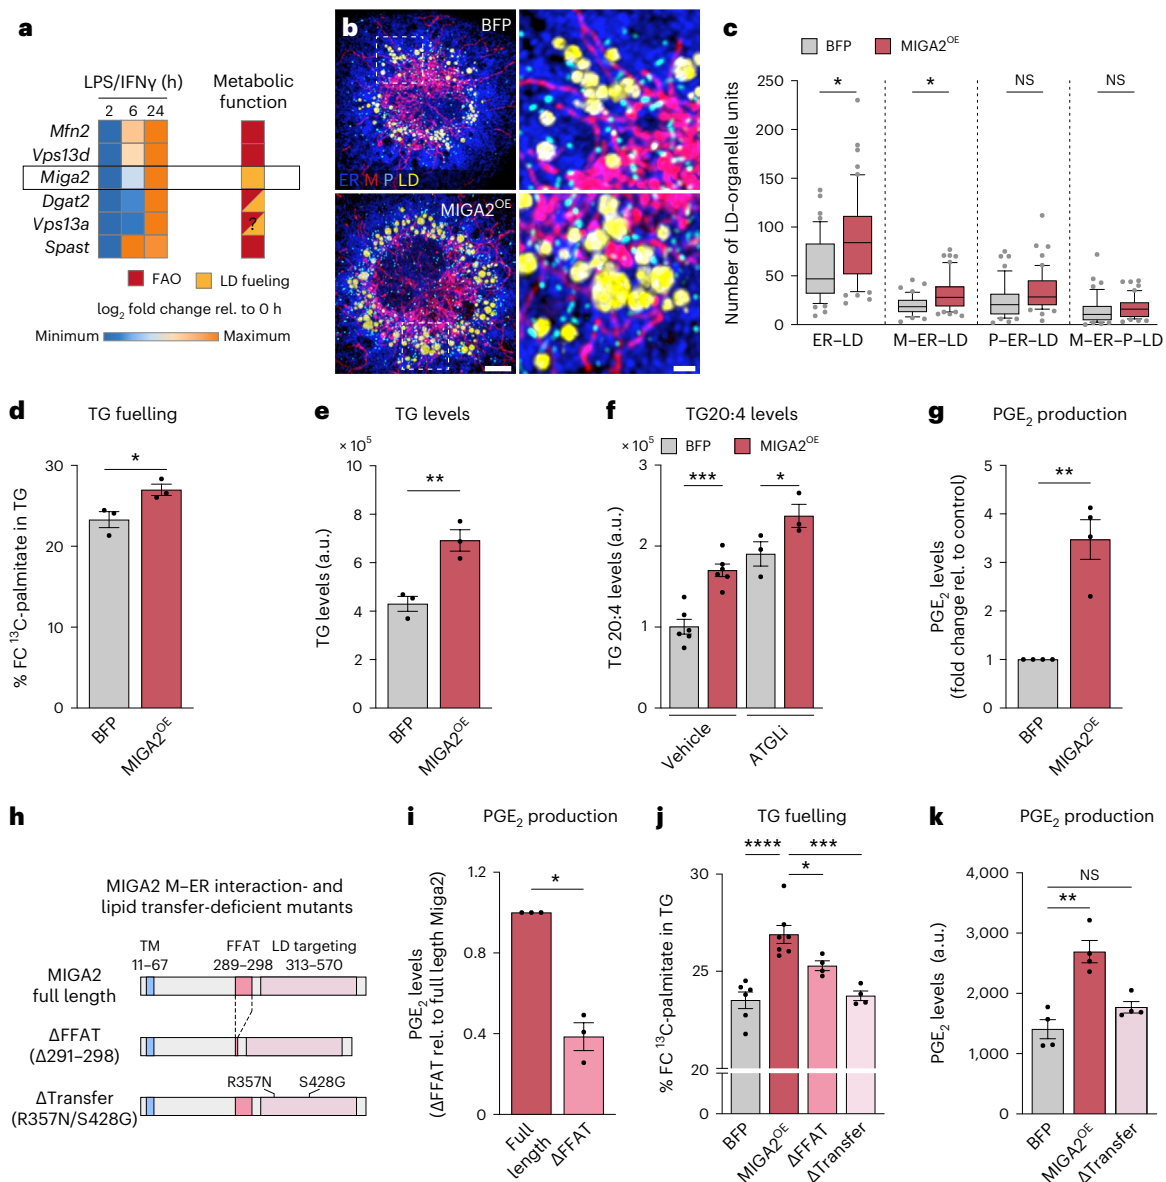 a
LPS/IFNγ (h)
Metabolic
function
2 6 24
Mfn2
Vps13d
Miga2
Dgat2
Vps13a
?
Spast
FAO
LD fueling
log2 fold change rel. to 0 h
Minimum
Maximum
b
BFP
ER M P LD
MIGA2OE
c
BFP
MIGA2OE
Number of LD–organelle units
250
200
150
100
50
0
*
*
NS
NS
ER–LD
M–ER–LD
P–ER–LD
M–ER–P–LD
d
TG fuelling
% FC 13C-palmitate in TG
30
20
10
0
*
BFP
MIGA2OE
e
TG levels
× 10^5
TG levels (a.u.)
10
8
6
4
2
0
**
BFP
MIGA2OE
f
TG20:4 levels
× 10^5
BFP
MIGA2OE
TG 20:4 levels (a.u.)
3
2
1
0
***
*
Vehicle
ATGLi
g
PGE2 production
PGE2 levels
(fold change rel. to control)
5
4
3
2
1
0
**
BFP
MIGA2OE
h
MIGA2 M–ER interaction- and
lipid transfer-deficient mutants
TM
11–67
FFAT
289–298
LD targeting
313–570
MIGA2
full length
ΔFFAT
(Δ291–298)
R357N
S428G
ΔTransfer
(R357N/S428G)
i
PGE2 production
PGE2 levels
(ΔFFAT rel. to full legth Miga2)
1.2
0.8
0.4
0
*
Full
length
ΔFFAT
j
TG fuelling
% FC 13C-palmitate in TG
30
25
20
20
0
****
***
*
BFP
MIGA2OE
ΔFFAT
ΔTransfer
k
PGE2 production
PGE2 levels (a.u.)
4,000
3,000
2,000
1,000
0
NS
**
BFP
MIGA2OE
ΔTransfer